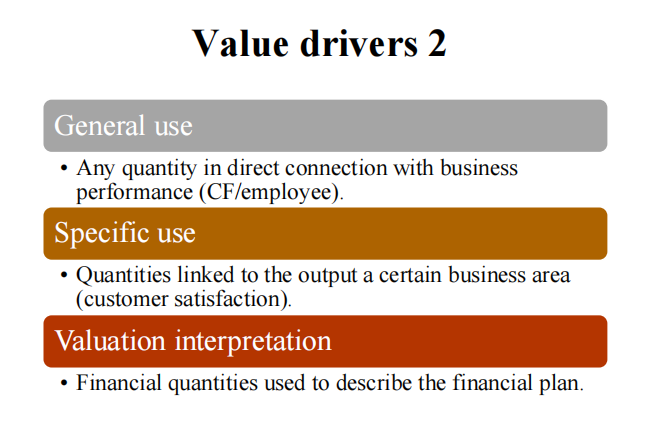 Value drivers 2
General use
• Any quantity in direct connection with business
performance (CF/employee).
Specific use
• Quantities linked to the output a certain business area
(customer satisfaction).
Valuation interpretation
• Financial quantities used to describe the financial plan.